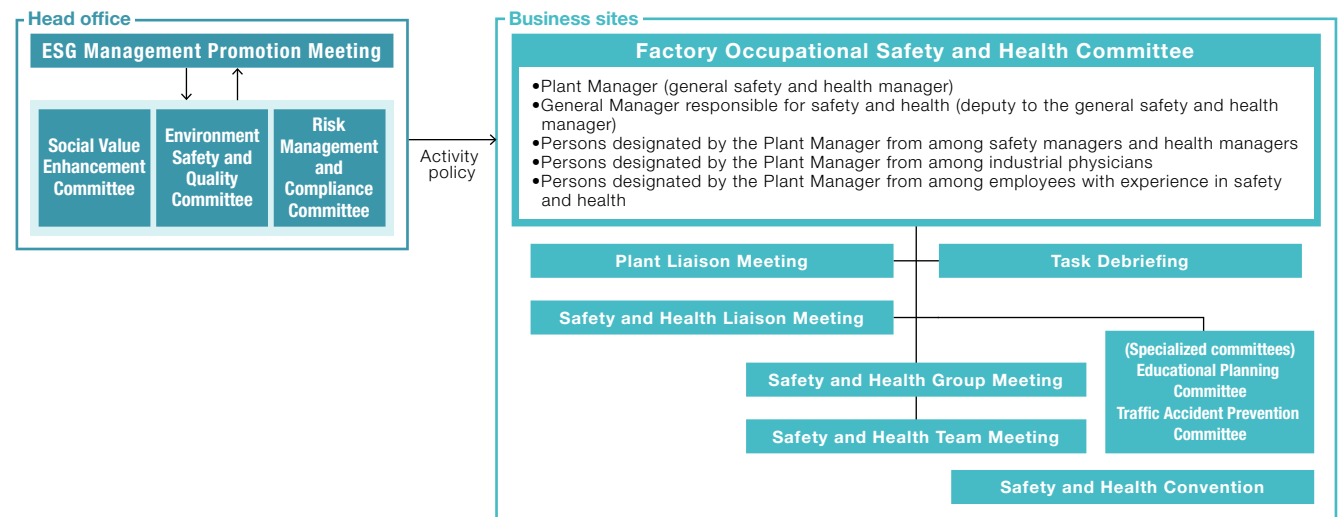 Head office
ESG Management Promotion Meeting
Social Value
Enhancement
Committee
Environment
Safety and
Quality
Committee
Risk
Management
and
Compliance
Committee
Activity
policy
Business sites
Factory Occupational Safety and Health Committee
•Plant Manager (general safety and health manager)
•General Manager responsible for safety and health (deputy to the general safety and health
manager)
•Persons designated by the Plant Manager from among safety managers and health managers
•Persons designated by the Plant Manager from among industrial physicians
•Persons designated by the Plant Manager from among employees with experience in safety
and health
Plant Liaison Meeting
Task Debriefing
Safety and Health Liaison Meeting
(Specialized committees)
Educational Planning
Committee
Traffic Accident Prevention
Committee
Safety and Health Group Meeting
Safety and Health Team Meeting
Safety and Health Convention